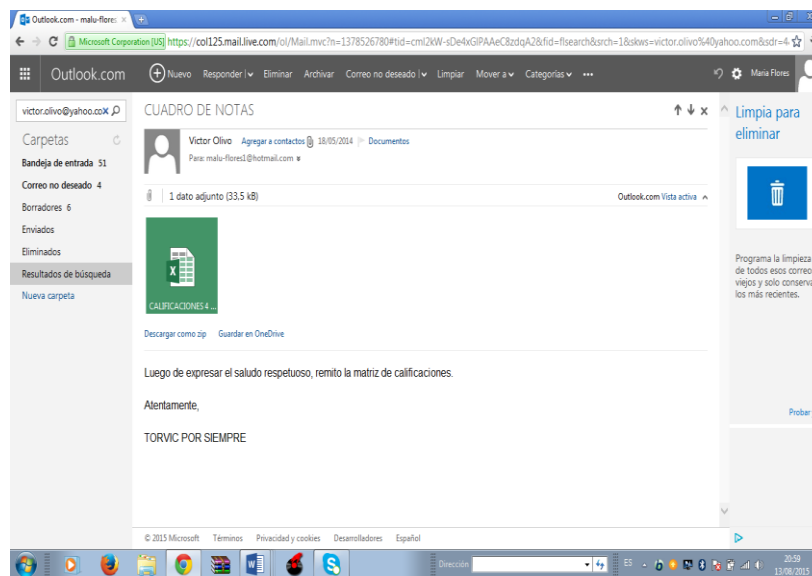 Outlook.com - malu-flores
Microsoft Corporation [US] https://col125.mail.live.com/ol/Mail.mvc?n=1378526780#tid=cmI2kW-sDe4xGIPAAeC8zdqA2&fid=flsearch&srch=1&skws=victor.olivo%40yahoo.com&sdr=4
Outlook.com Nuevo Responder Eliminar Archivar Correo no deseado Limpiar Mover a Categorías Maria Flores
victor.olivo@yahoo.co
Carpetas
Bandeja de entrada 51
Correo no deseado 4
Borradores 6
Enviados
Eliminados
Resultados de búsqueda
Nueva carpeta
CUADRO DE NOTAS
Victor Olivo Agregar a contactos 18/05/2014 Documentos
Para: malu-flores1@hotmail.com
1 dato adjunto (33.5 kB) Outlook.com Vista activa
CALIFICACIONES 4 ...
Descargar como zip Guardar en OneDrive
Luego de expresar el saludo respetuoso, remito la matriz de calificaciones.
Atentamente,
TORVIC POR SIEMPRE
Limpia para
eliminar
Programa la limpieza
de todos esos correo
viejos y solo conserva
los más recientes.
Probar
© 2015 Microsoft Términos Privacidad y cookies Desarrolladores Español
Dirección ES 20:59
13/08/2015